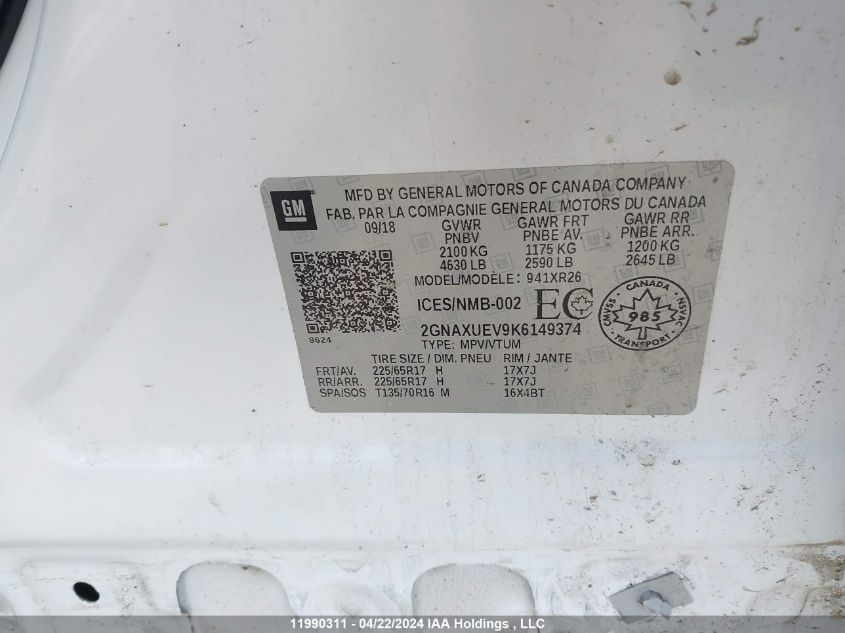 GM
MFD BY GENERAL MOTORS OF CANADA COMPANY
FAB. PAR LA COMPAGNIE GENERAL MOTORS DU CANADA
09/18 GVWR GAWR FRT GAWR RR
PNBV PNBE AV. PNBE ARR.
2100 KG 1175 KG 1200 KG
4630 LB 2590 LB 2645 LB
MODEL/MODÈLE: 941XR26
ICES/NMB-002 EC
CANADA
CMVSS 985 NSVAC
TRANSPORT
8624
2GNAXUEV9K6149374
TYPE: MPV/VTUM
TIRE SIZE / DIM. PNEU RIM / JANTE
FRT/AV. 225/65R17 H 17X7J
RR/ARR. 225/65R17 H 17X7J
SPA/SOS T135/70R16 M 16X4BT
11990311 - 04/22/2024 IAA Holdings , LLC